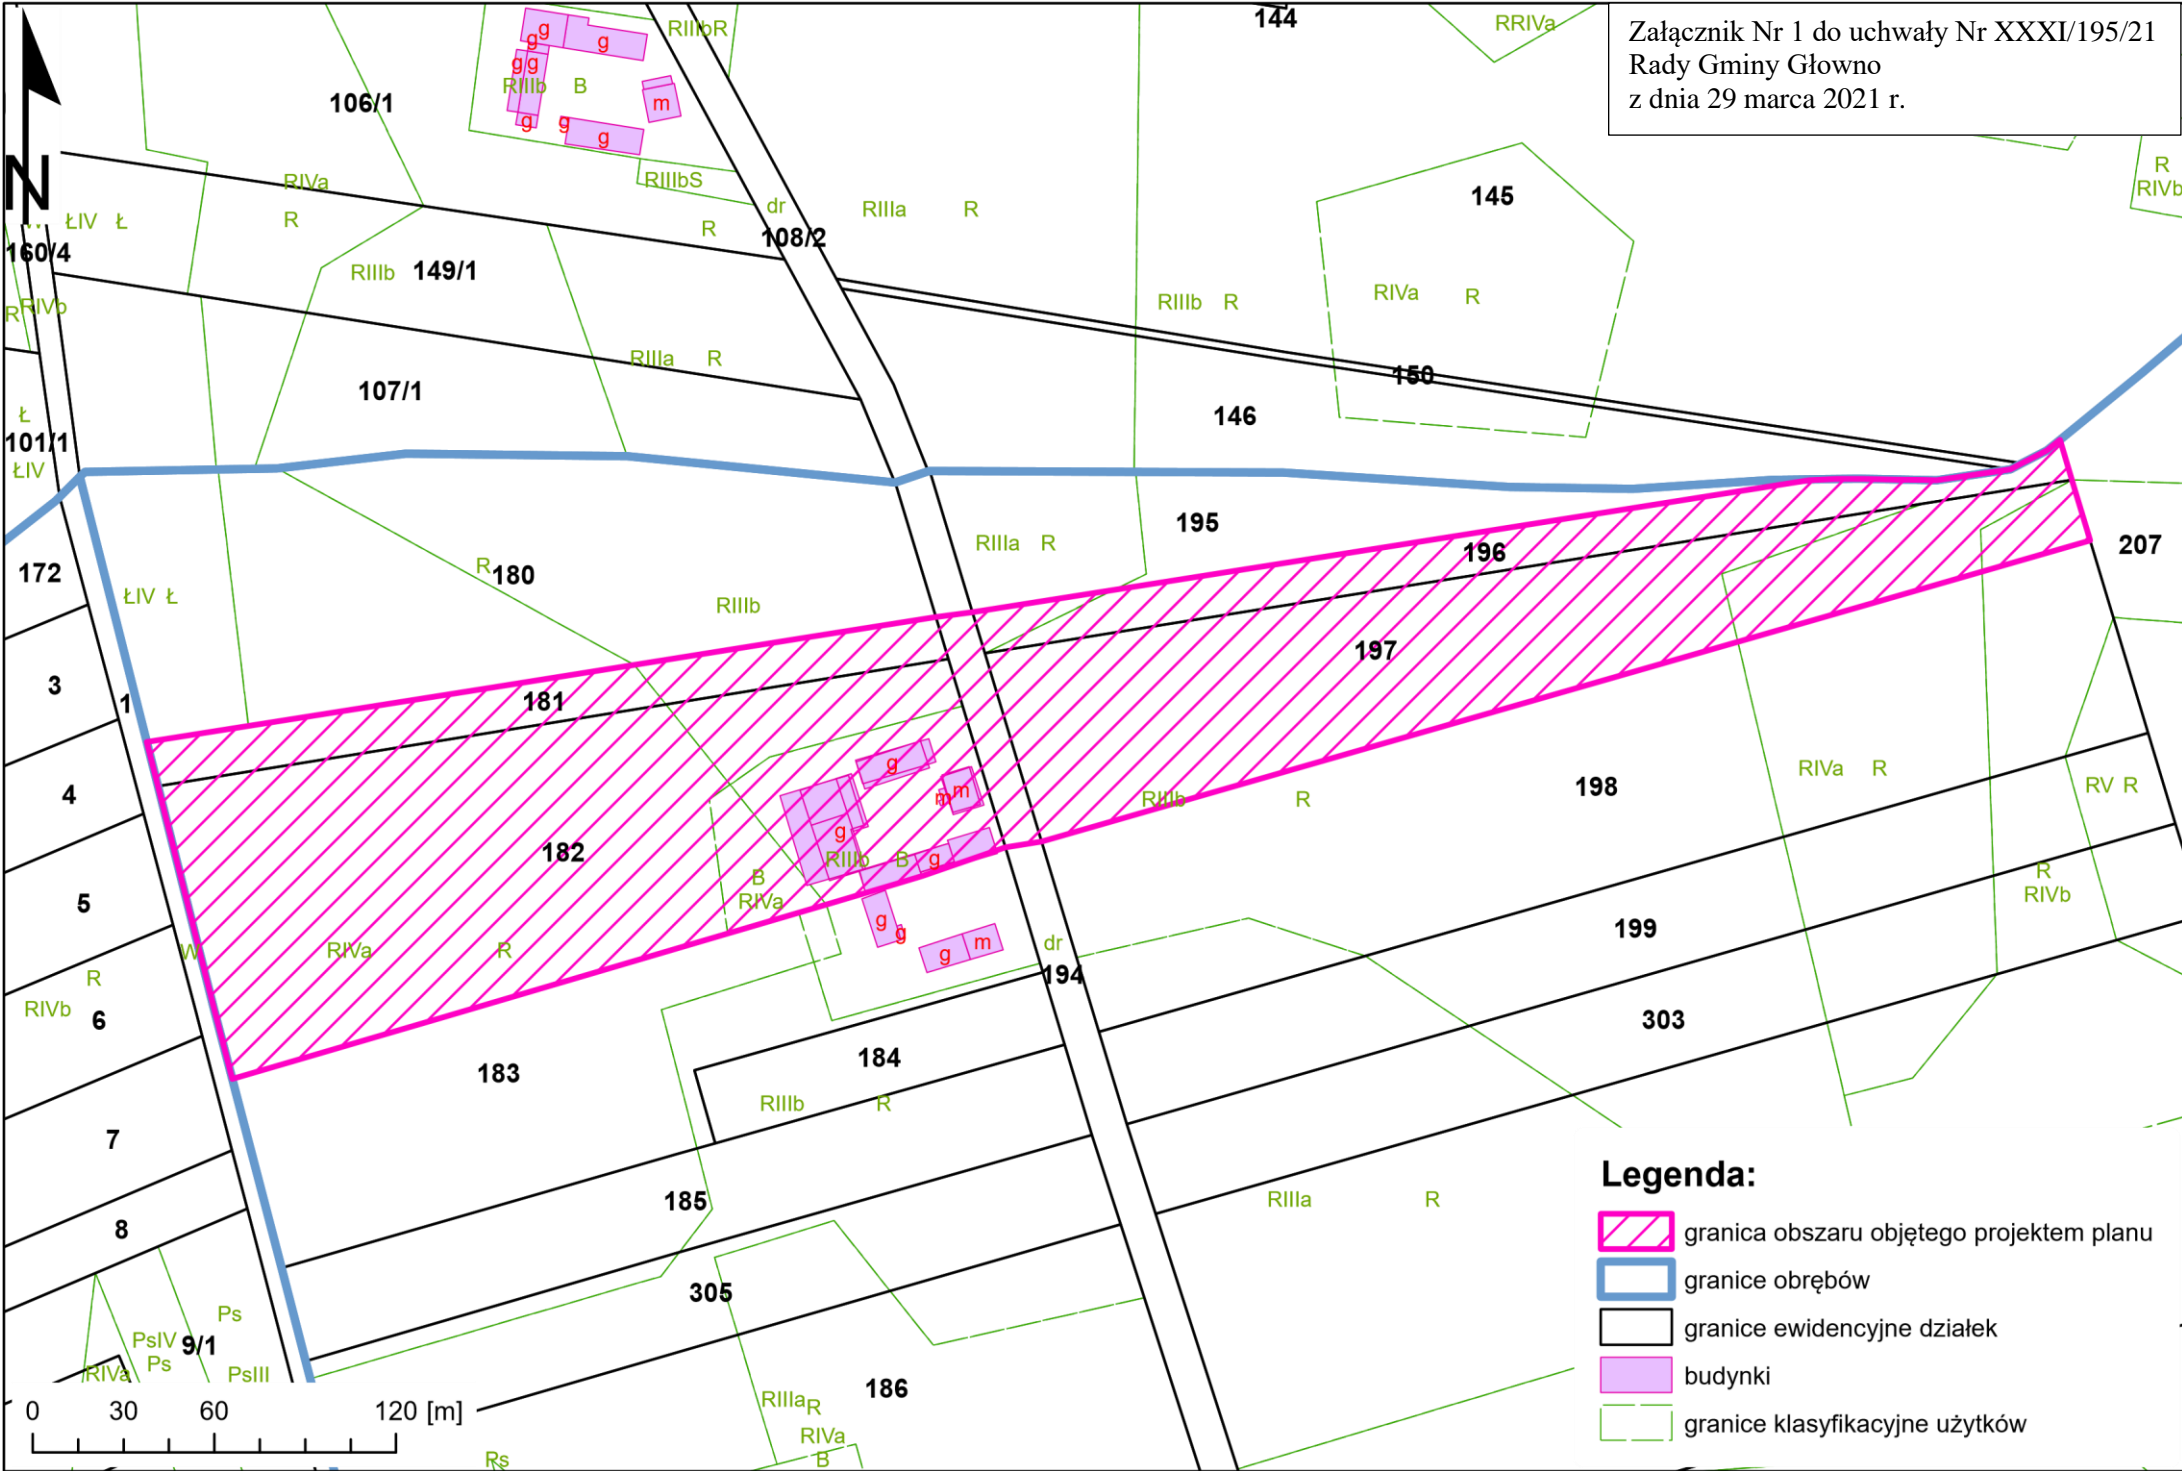 Załącznik Nr 1 do uchwały Nr XXXI/195/21
Rady Gminy Głowno
z dnia 29 marca 2021 r.
N
144
RRIVa
RIIIbR
g
g
g
g g
RIIIb B
m
g
g
g
106/1
RIVa
R
RIIIbS
dr
R
108/2
RIIIa R
145
R
RIVb
W ŁIV Ł
160/4
RIIIb
149/1
RIVb
R
RIIIb R
RIVa R
RIIIa R
107/1
150
146
Ł
101/1
ŁIV
195
RIIIa R
196
207
172
R
180
ŁIV Ł
RIIIb
197
3
1
181
4
g
m
m
RIIIb R
198
RIVa R
RV R
g
182
RIIIb B g
B
RIVa
5
R
RIVb
g
g
199
W
RIVa R
g m
dr
194
R
RIVb
6
303
183
184
RIIIb R
7
185
RIIIa R
8
305
Ps
PsIV
Ps
9/1
RIVa
PsIII
186
RIIIa
R
RIVa
B
Ps
0 30 60 120 [m]
Legenda:
granica obszaru objętego projektem planu
granice obrębów
granice ewidencyjne działek
budynki
granice klasyfikacyjne użytków